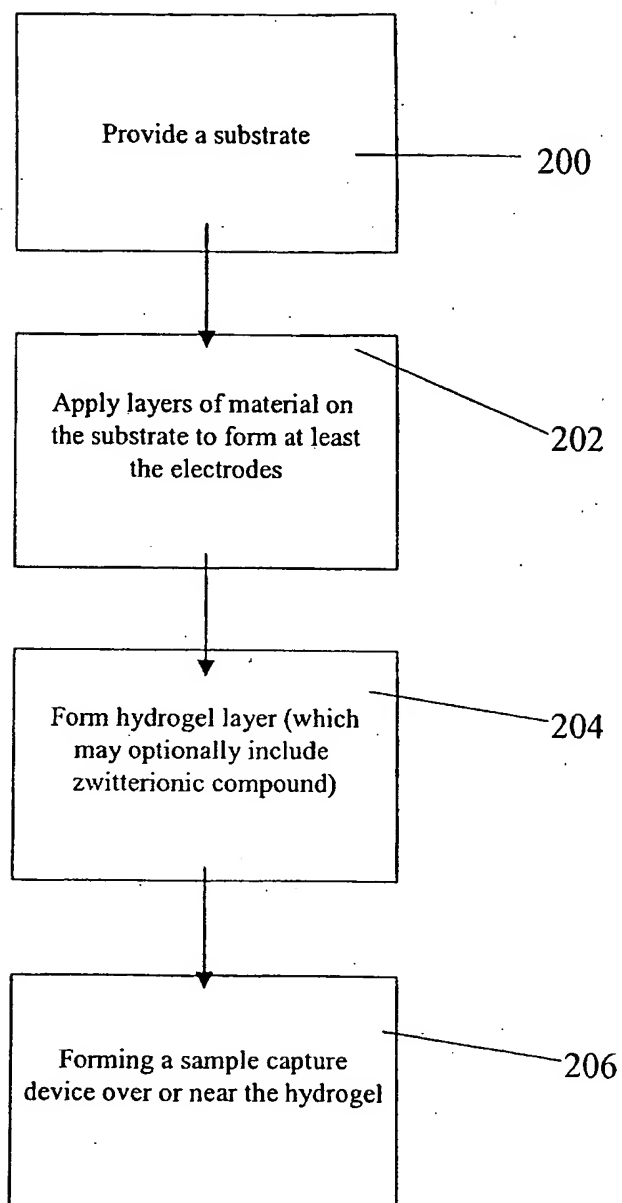 Provide a substrate
200
Apply layers of material on
the substrate to form at least
the electrodes
202
Form hydrogel layer (which
may optionally include
zwitterionic compound)
204
Forming a sample capture
device over or near the hydrogel
206